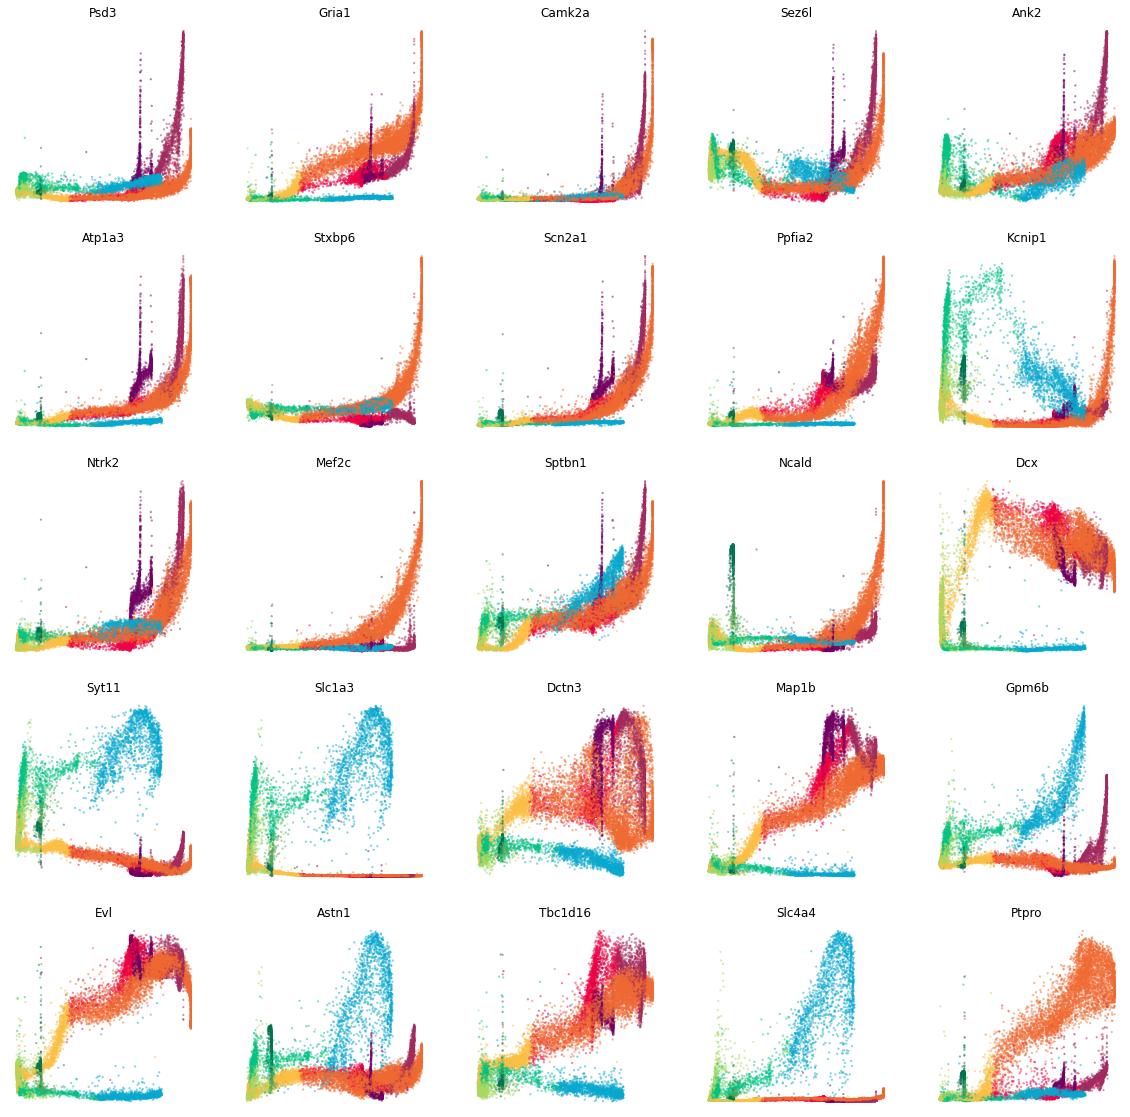 Psd3 Gria1 Camk2a Sez6l Ank2
Atp1a3 Stxbp6 Scn2a1 Ppfia2 Kcnip1
Ntrk2 Mef2c Sptbn1 Ncald Dcx
Syt11 Slc1a3 Dctn3 Map1b Gpm6b
Evl Astn1 Tbc1d16 Slc4a4 Ptpro